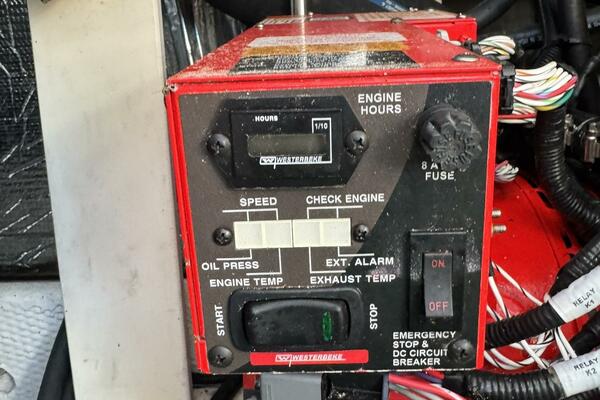 HOURS
1/10
WESTERBEKE
ENGINE
HOURS
8 A
FUSE
SPEED
CHECK ENGINE
OIL PRESS
EXT. ALARM
ENGINE TEMP
EXHAUST TEMP
START
STOP
ON
OFF
WESTERBEKE
EMERGENCY
STOP &
DC CIRCUIT
BREAKER
RELAY
K1
RELAY
K2